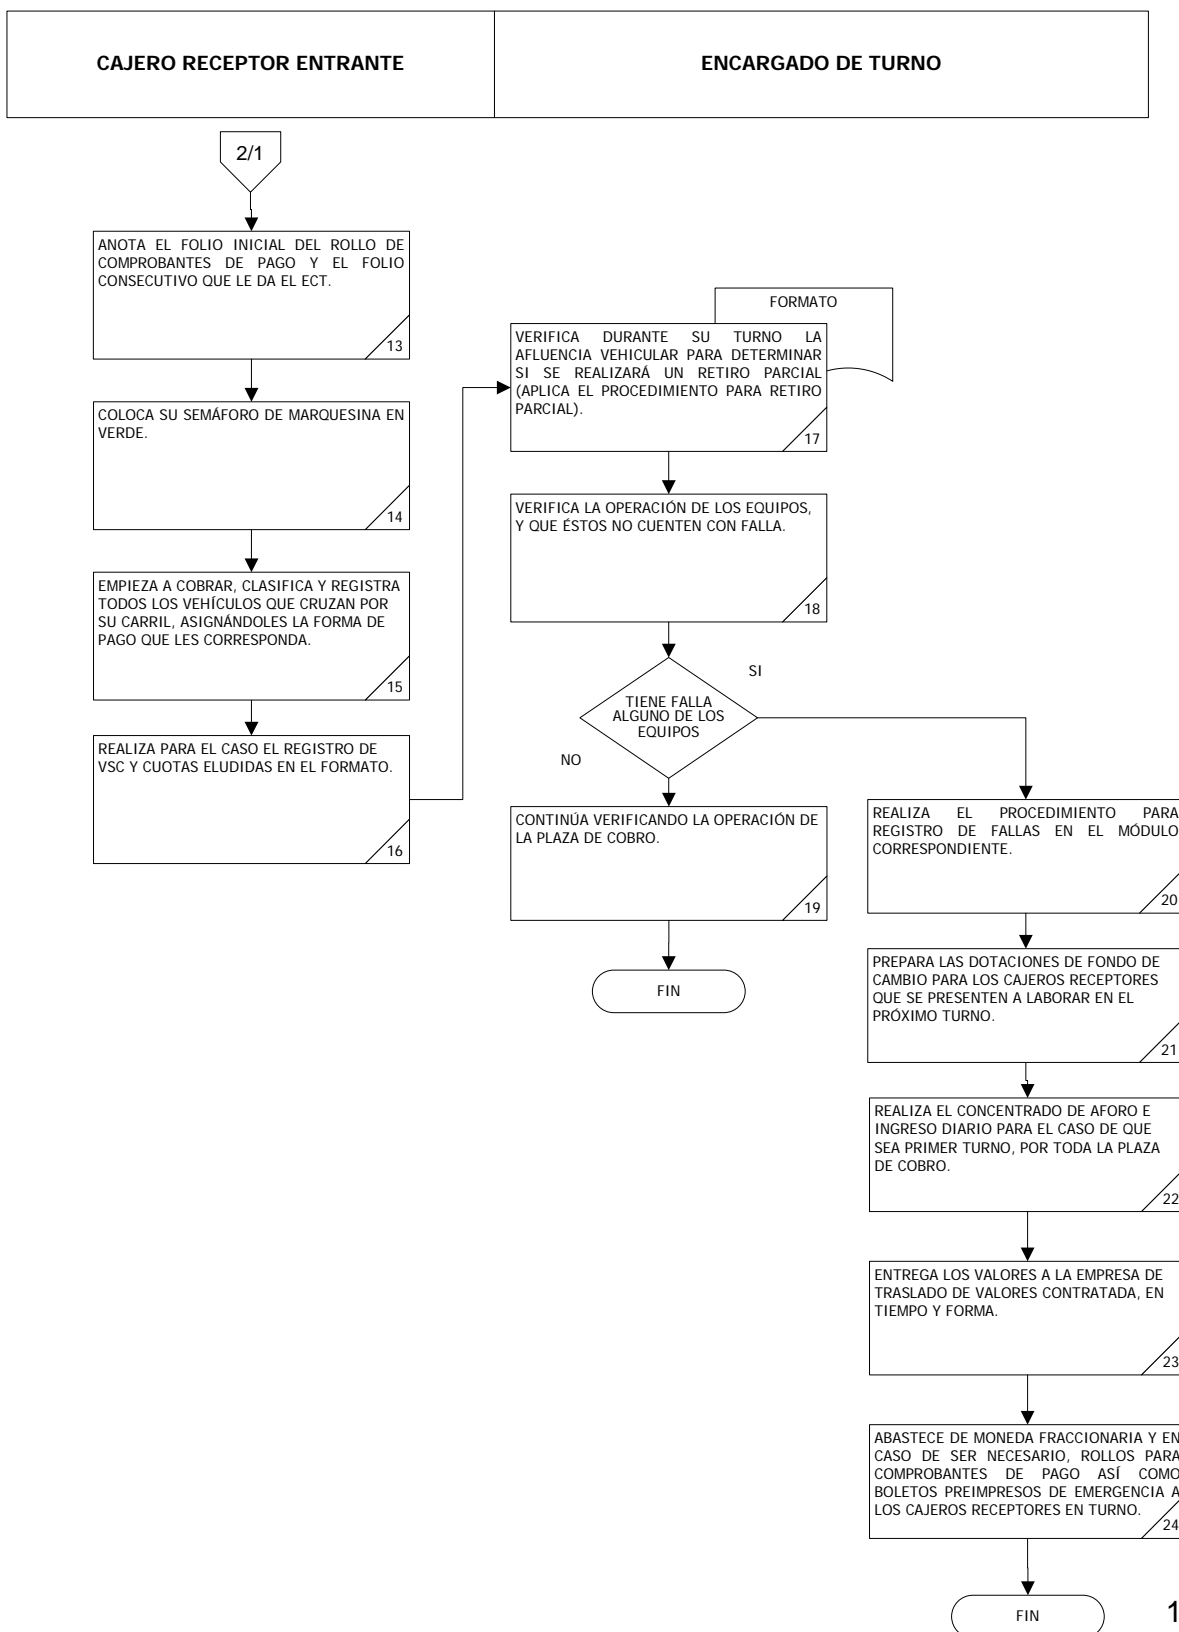 CAJERO RECEPTOR ENTRANTE
ENCARGADO DE TURNO
2/1
ANOTA EL FOLIO INICIAL DEL ROLLO DE
COMPROBANTES DE PAGO Y EL FOLIO
CONSECUTIVO QUE LE DA EL ECT.
13
COLOCA SU SEMÁFORO DE MARQUESINA EN
VERDE.
14
EMPIEZA A COBRAR, CLASIFICA Y REGISTRA
TODOS LOS VEHÍCULOS QUE CRUZAN POR
SU CARRIL, ASIGNÁNDOLES LA FORMA DE
PAGO QUE LES CORRESPONDA.
15
REALIZA PARA EL CASO EL REGISTRO DE
VSC Y CUOTAS ELUDIDAS EN EL FORMATO.
16
FORMATO
VERIFICA DURANTE SU TURNO LA
AFLUENCIA VEHICULAR PARA DETERMINAR
SI SE REALIZARÁ UN RETIRO PARCIAL
(APLICA EL PROCEDIMIENTO PARA RETIRO
PARCIAL).
17
VERIFICA LA OPERACIÓN DE LOS EQUIPOS,
Y QUE ÉSTOS NO CUENTEN CON FALLA.
18
TIENE FALLA
ALGUNO DE LOS
EQUIPOS
SI
NO
CONTINÚA VERIFICANDO LA OPERACIÓN DE
LA PLAZA DE COBRO.
19
FIN
REALIZA EL PROCEDIMIENTO PARA
REGISTRO DE FALLAS EN EL MÓDULO
CORRESPONDIENTE.
20
PREPARA LAS DOTACIONES DE FONDO DE
CAMBIO PARA LOS CAJEROS RECEPTORES
QUE SE PRESENTEN A LABORAR EN EL
PRÓXIMO TURNO.
21
REALIZA EL CONCENTRADO DE AFORO E
INGRESO DIARIO PARA EL CASO DE QUE
SEA PRIMER TURNO, POR TODA LA PLAZA
DE COBRO.
22
ENTREGA LOS VALORES A LA EMPRESA DE
TRASLADO DE VALORES CONTRATADA, EN
TIEMPO Y FORMA.
23
ABASTECE DE MONEDA FRACCIONARIA Y EN
CASO DE SER NECESARIO, ROLLOS PARA
COMPROBANTES DE PAGO ASÍ COMO
BOLETOS PREIMPRESOS DE EMERGENCIA A
LOS CAJEROS RECEPTORES EN TURNO.
24
FIN
1